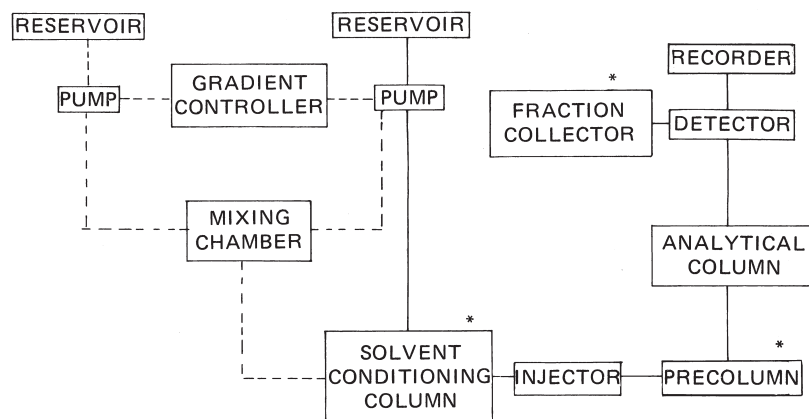 RESERVOIR
RESERVOIR
PUMP
GRADIENT
CONTROLLER
PUMP
*
RECORDER
FRACTION
COLLECTOR
DETECTOR
MIXING
CHAMBER
ANALYTICAL
COLUMN
*
SOLVENT
CONDITIONING
COLUMN
INJECTOR
*
PRECOLUMN